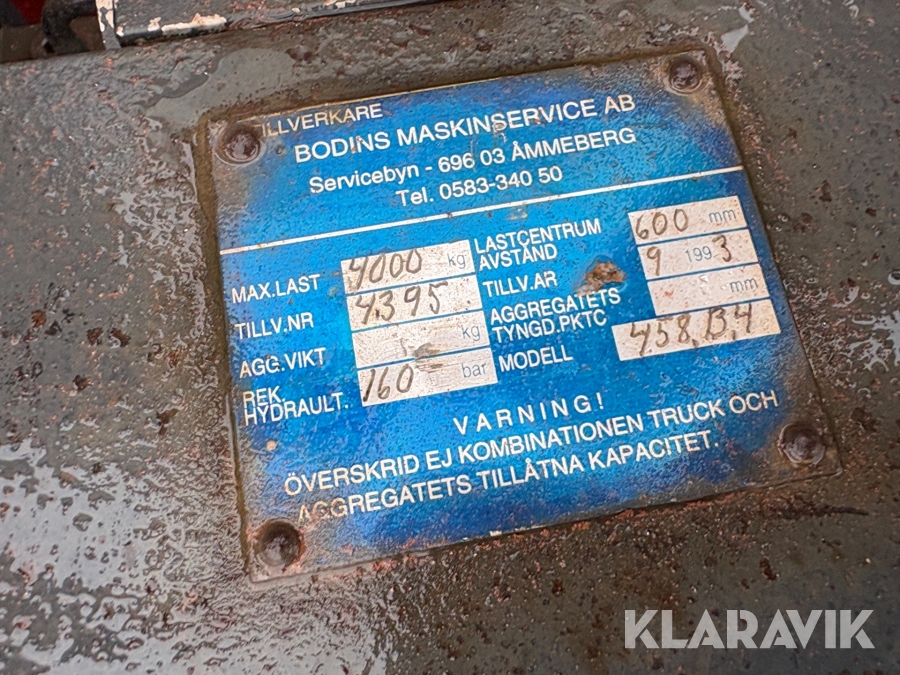 TILLVERKARE
BODINS MASKINSERVICE AB
Servicebyn - 696 03 ÅMMEBERG
Tel. 0583-340 50
MAX.LAST 4000 kg LASTCENTRUM AVSTAND 600 mm
TILLV.NR 4395 TILLV.AR 9 1993
AGG.VIKT kg AGGREGATETS TYNGD.PKTC mm
REK. HYDRAULT. 160 bar MODELL 458,13,4
VARNING!
ÖVERSKRID EJ KOMBINATIONEN TRUCK OCH
AGGREGATETS TILLÅTNA KAPACITET.
KLARAVIK